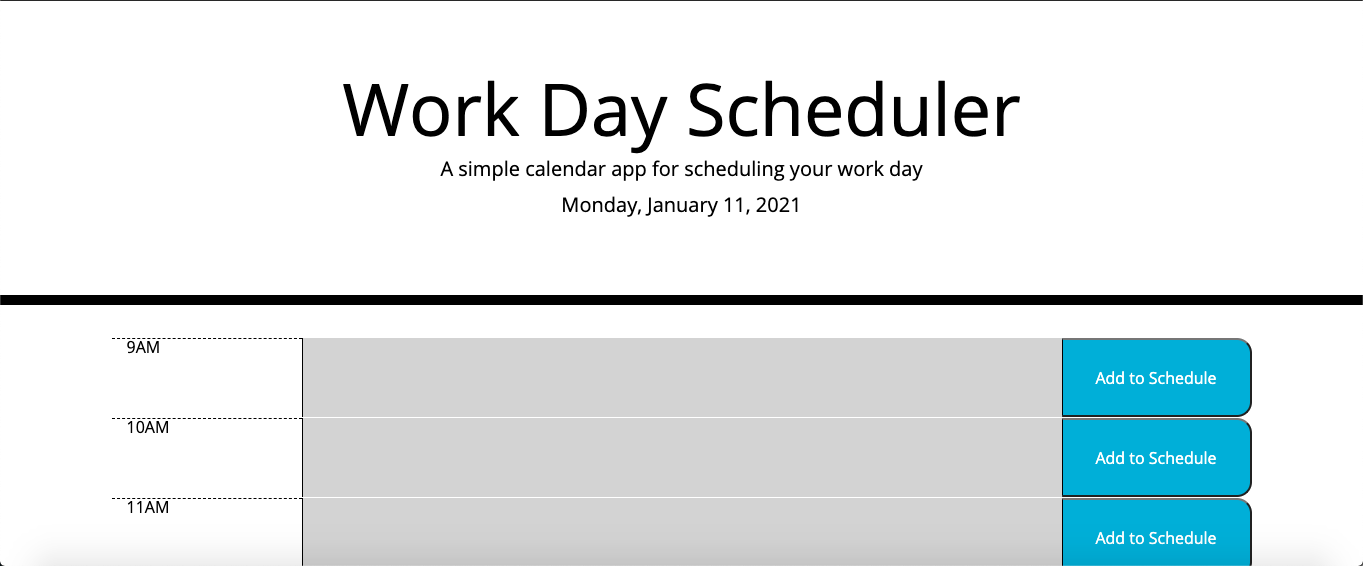 Work Day Scheduler
A simple calendar app for scheduling your work day
Monday, January 11, 2021
9AM
Add to Schedule
10AM
Add to Schedule
11AM
Add to Schedule